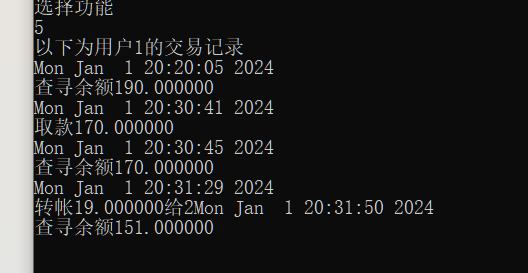 选择功能
5
以下为用户1的交易记录
Mon Jan  1 20:20:05 2024
查寻余额190.000000
Mon Jan  1 20:30:41 2024
取款170.000000
Mon Jan  1 20:30:45 2024
查寻余额170.000000
Mon Jan  1 20:31:29 2024
转帐19.000000给2Mon Jan  1 20:31:50 2024
查寻余额151.000000